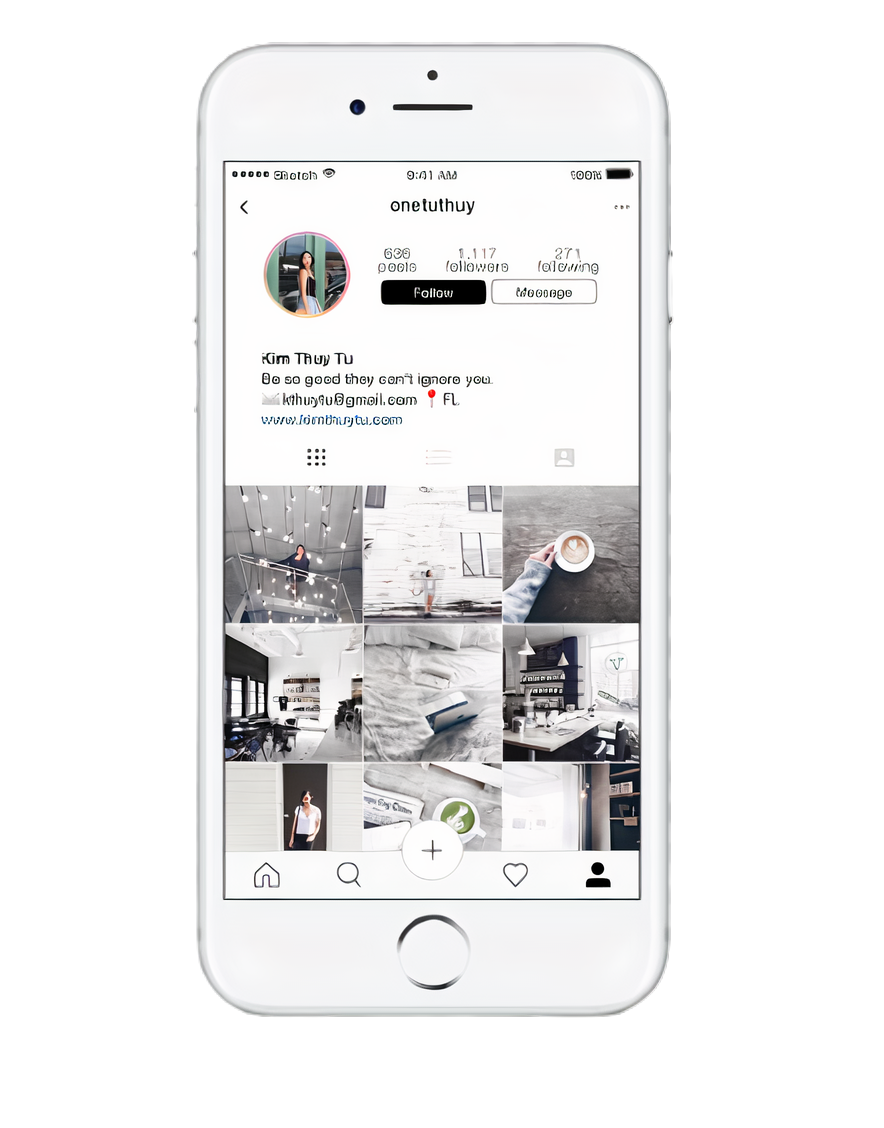 Sketch
9:41 AM
100%
onetuthuy
636 1,117 271
posts followers following
Follow Message
Kim Thuy Tu
Be so good they can't ignore you.
kthuytu@gmail.com 📍 FL
www.kimthuytu.com